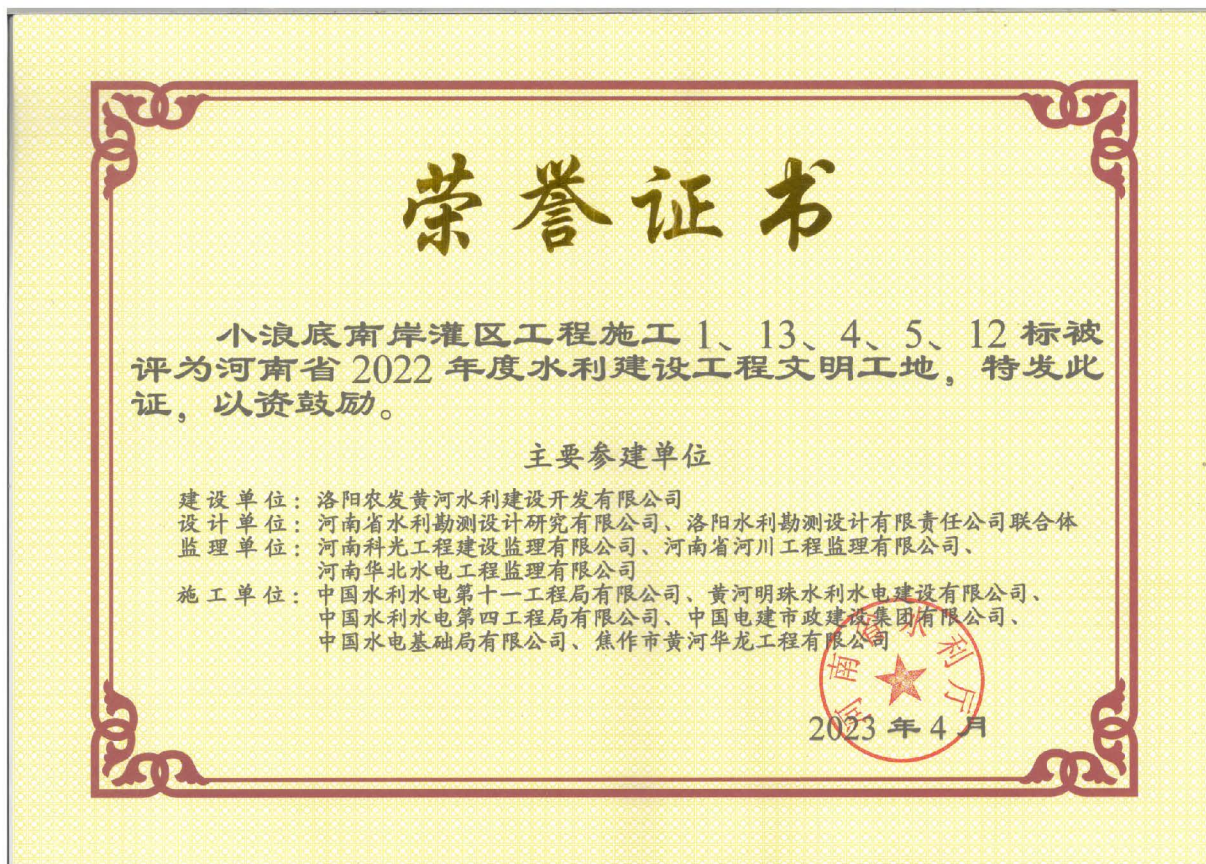 荣誉证书
小浪底南岸灌区工程施工 1、13、4、5、12 标被
评为河南省 2022 年度水利建设工程文明工地，特发此
证，以资鼓励。
主要参建单位
建设单位：洛阳农发黄河水利建设开发有限公司
设计单位：河南省水利勘测设计研究有限公司、洛阳水利勘测设计有限责任公司联合体
监理单位：河南科光工程建设监理有限公司、河南省河川工程监理有限公司、
河南华北水电工程监理有限公司
施工单位：中国水利水电第十一工程局有限公司、黄河明珠水利水电建设有限公司、
中国水利水电第四工程局有限公司、中国电建市政建设集团有限公司、
中国水电基础局有限公司、焦作市黄河华龙工程有限公司
河南省水利厅
2023 年 4 月